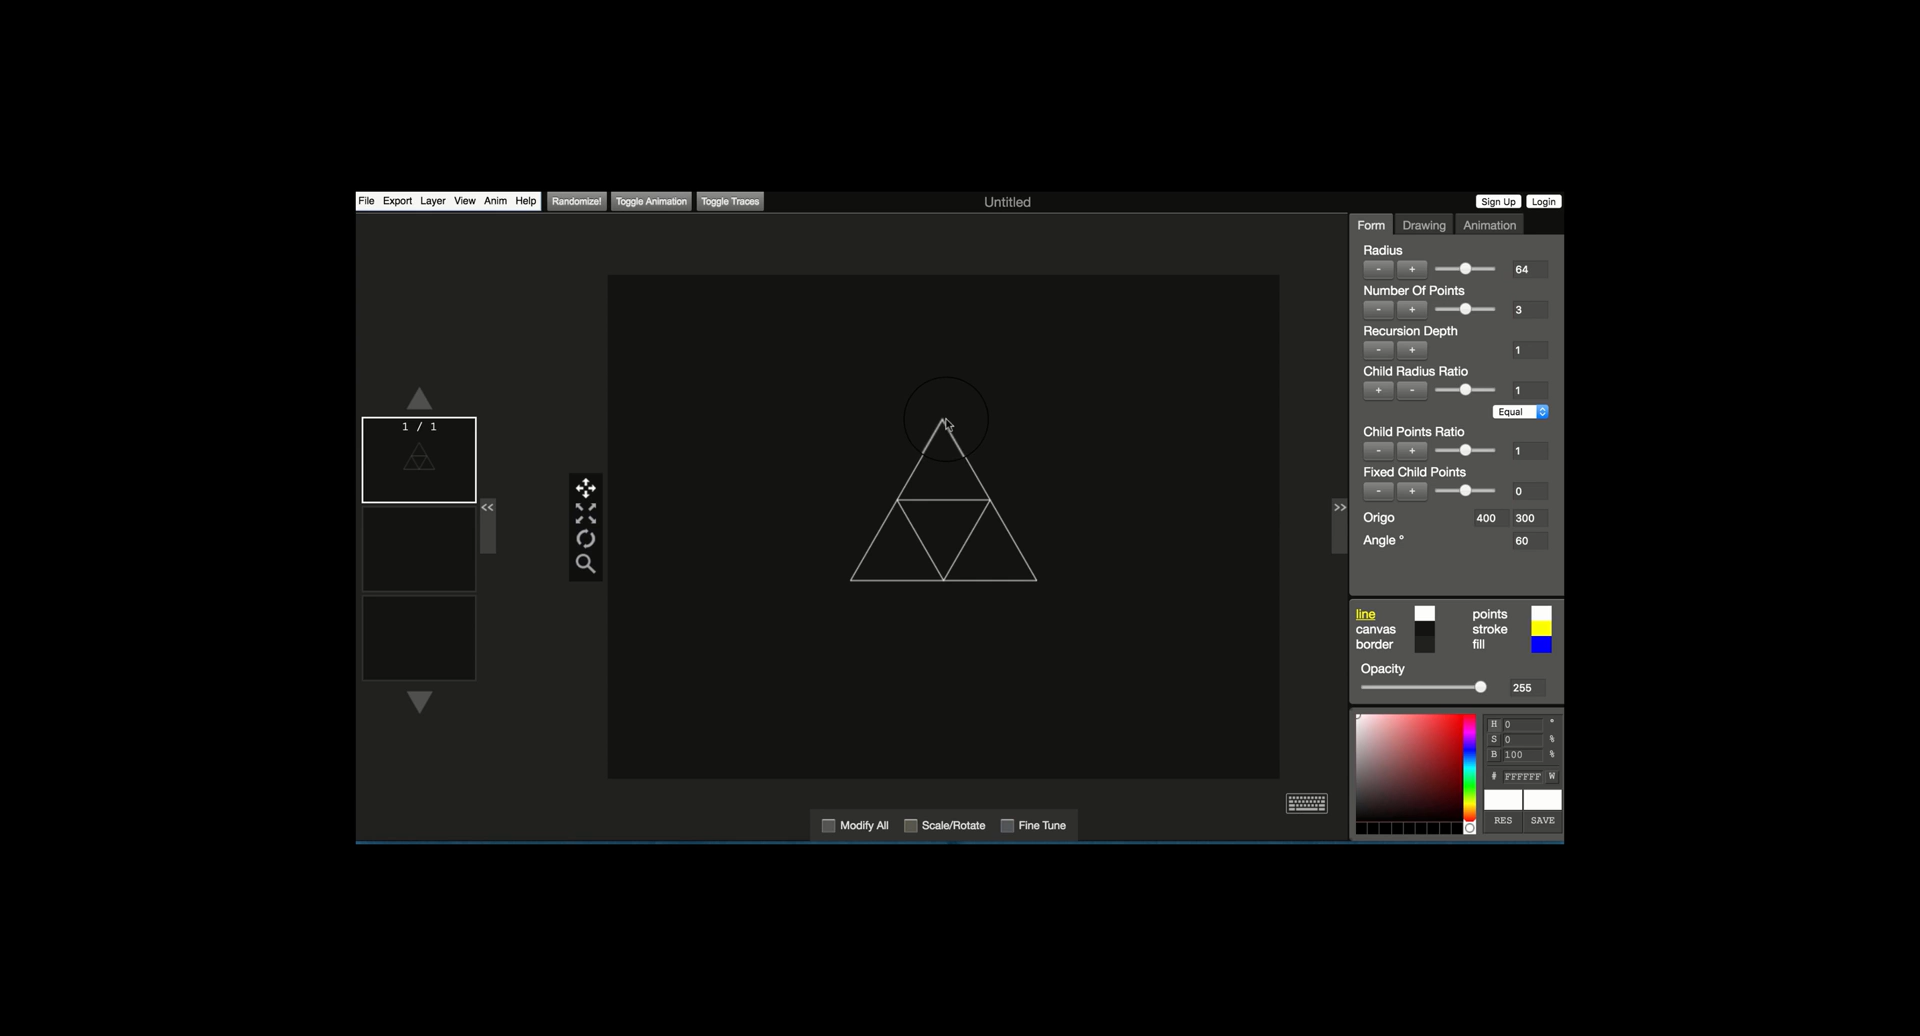 File Export Layer View Anim Help Randomize! Toggle Animation Toggle Traces Untitled Sign Up Login
Form Drawing Animation
Radius
- + 64
Number Of Points
- + 3
Recursion Depth
- + 1
Child Radius Ratio
+ - 1
Equal
Child Points Ratio
- + 1
Fixed Child Points
- + 0
Origo 400 300
Angle ° 60
1 / 1
<<
>>
line points
canvas stroke
border fill
Opacity
255
H 0 °
S 0 %
B 100 %
# FFFFFF W
RES SAVE
Modify All Scale/Rotate Fine Tune